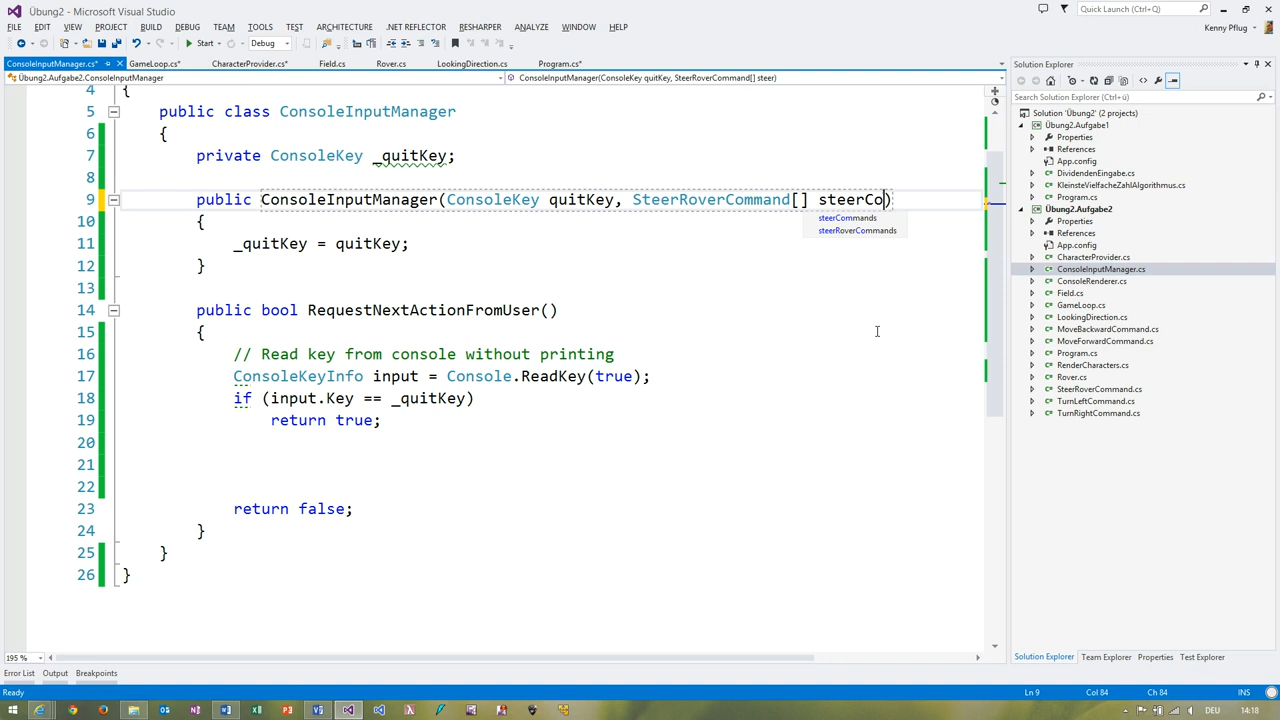 Übung2 - Microsoft Visual Studio
Quick Launch (Ctrl+Q)
FILE EDIT VIEW PROJECT BUILD DEBUG TEAM TOOLS TEST ARCHITECTURE .NET REFLECTOR RESHARPER ANALYZE WINDOW HELP
Kenny Pflug
Start Debug
ConsoleInputManager.cs* GameLoop.cs* CharacterProvider.cs* Field.cs Rover.cs LookingDirection.cs Program.cs*
Übung2.Aufgabe2.ConsoleInputManager
ConsoleInputManager(ConsoleKey quitKey, SteerRoverCommand[] steer)
4 {
5 public class ConsoleInputManager
6 {
7 private ConsoleKey _quitKey;
8
9 public ConsoleInputManager(ConsoleKey quitKey, SteerRoverCommand[] steerCo)
steerCommands
steerRoverCommands
10 {
11 _quitKey = quitKey;
12 }
13
14 public bool RequestNextActionFromUser()
15 {
16 // Read key from console without printing
17 ConsoleKeyInfo input = Console.ReadKey(true);
18 if (input.Key == _quitKey)
19 return true;
20
21
22
23 return false;
24 }
25 }
26 }
195 %
Error List Output Breakpoints
Ready
Ln 9 Col 84 Ch 84 INS
Solution Explorer
Search Solution Explorer (Ctrl+ü)
Solution 'Übung2' (2 projects)
Übung2.Aufgabe1
Properties
References
App.config
DividendenEingabe.cs
KleinsteVielfacheZahlAlgorithmus.cs
Program.cs
Übung2.Aufgabe2
Properties
References
App.config
CharacterProvider.cs
ConsoleInputManager.cs
ConsoleRenderer.cs
Field.cs
GameLoop.cs
LookingDirection.cs
MoveBackwardCommand.cs
MoveForwardCommand.cs
Program.cs
RenderCharacters.cs
Rover.cs
SteerRoverCommand.cs
TurnLeftCommand.cs
TurnRightCommand.cs
Solution Explorer Team Explorer Properties Test Explorer
DEU 14:18